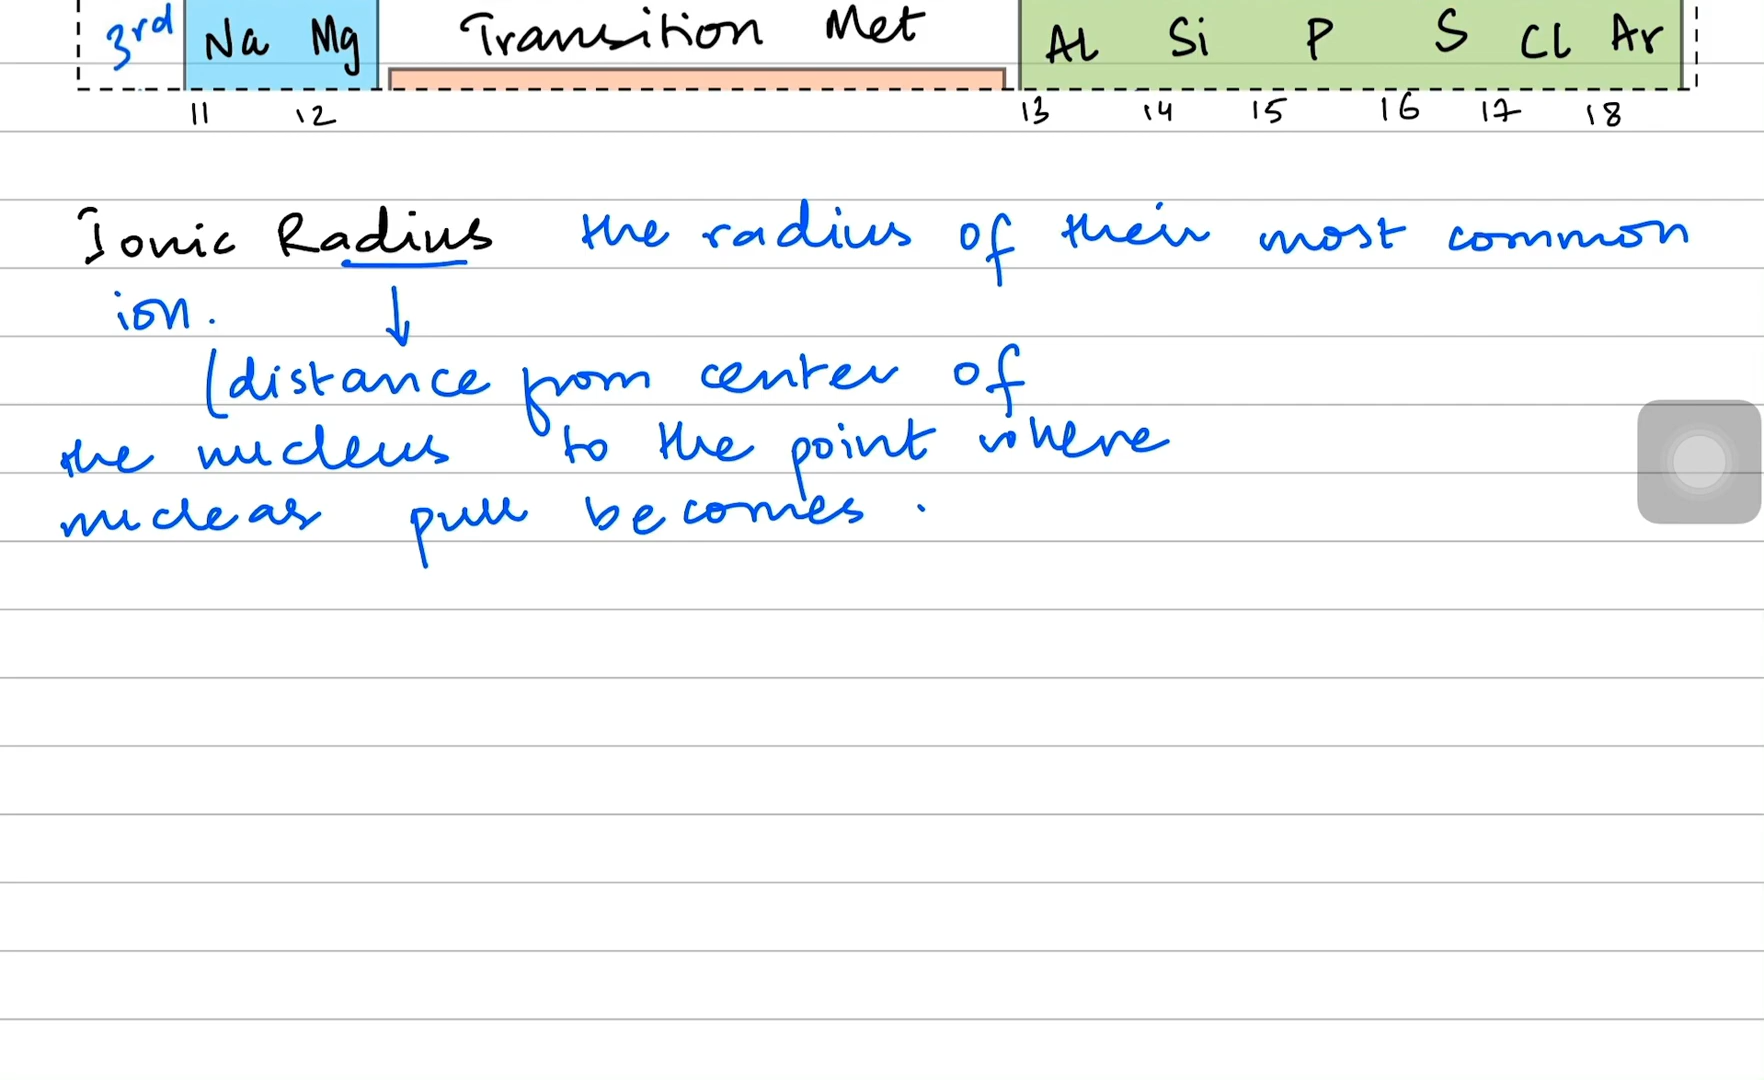 3rd Na Mg Transition Met Al Si P S Cl Ar
11 12 13 14 15 16 17 18
Ionic Radius the radius of their most common
ion.
(distance from center of
the nucleus to the point where
nuclear pull becomes .